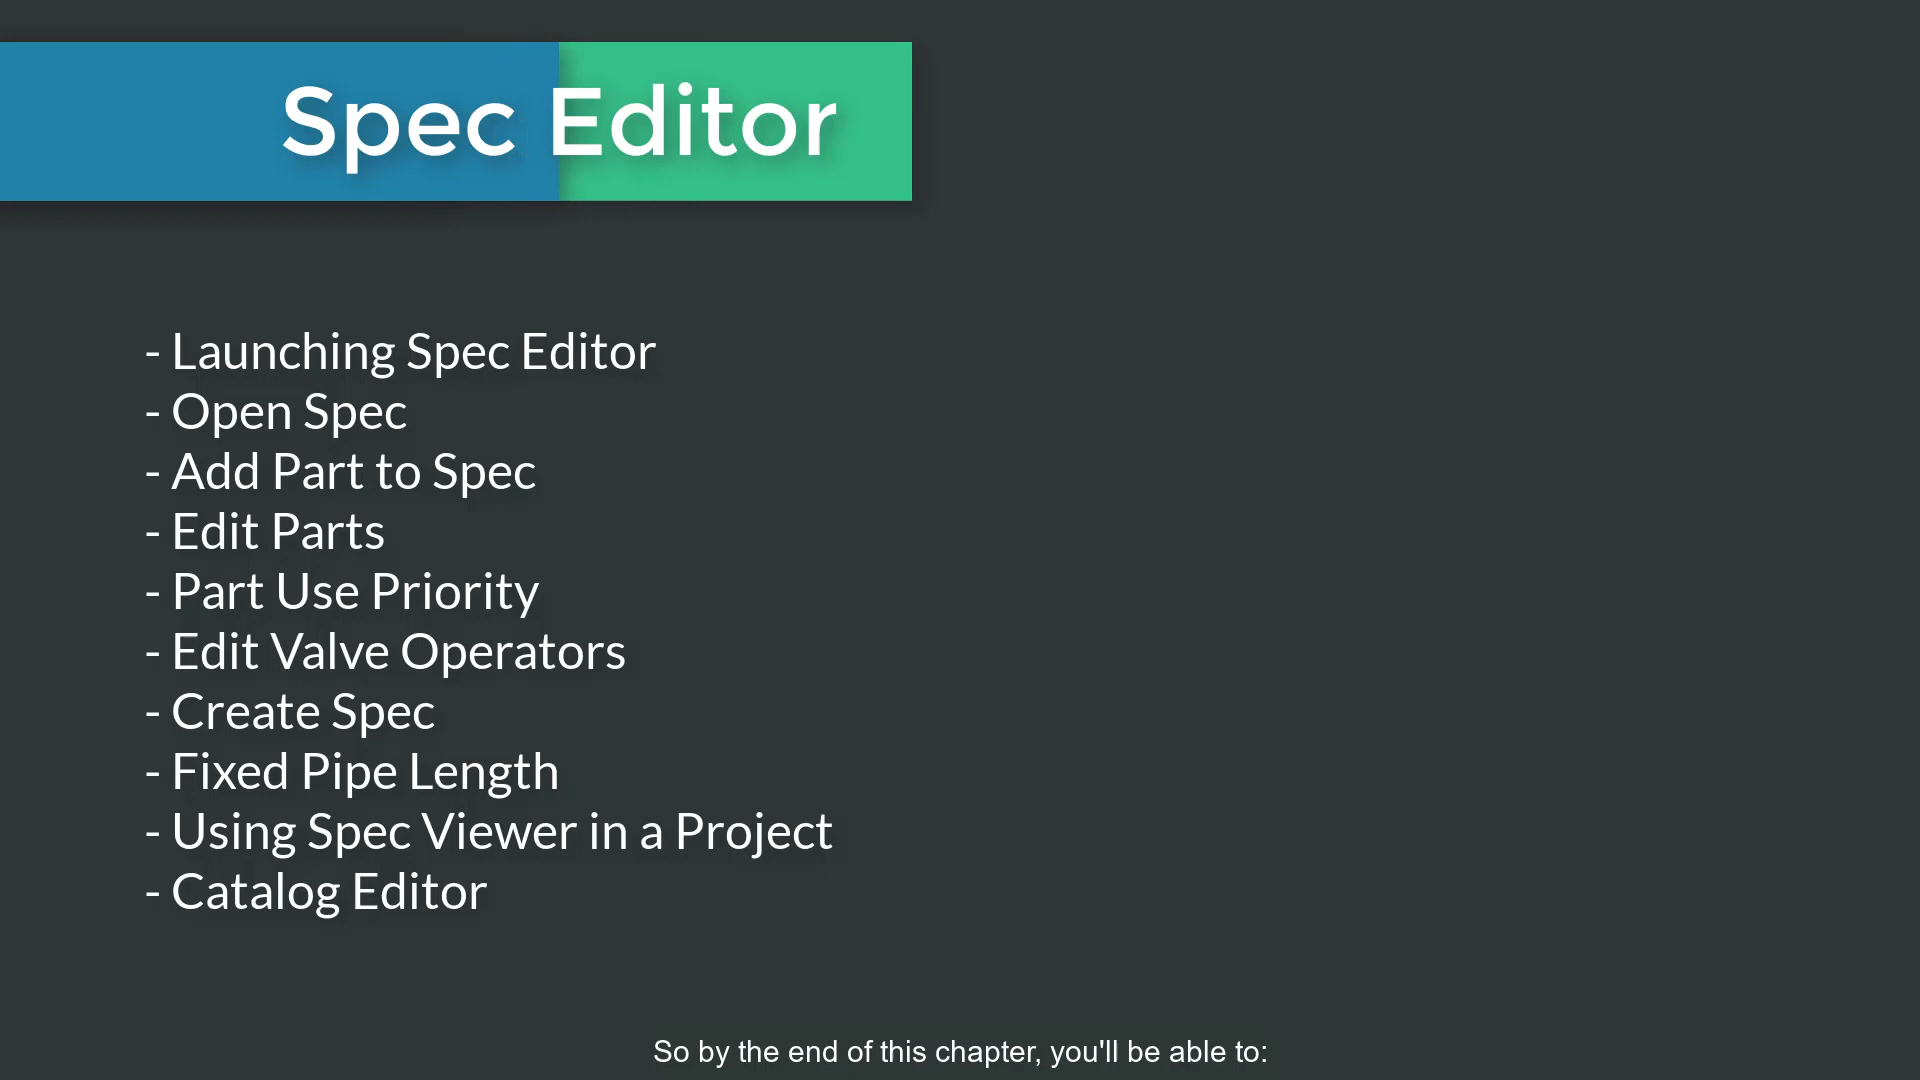 Spec Editor
- Launching Spec Editor
- Open Spec
- Add Part to Spec
- Edit Parts
- Part Use Priority
- Edit Valve Operators
- Create Spec
- Fixed Pipe Length
- Using Spec Viewer in a Project
- Catalog Editor
So by the end of this chapter, you'll be able to: